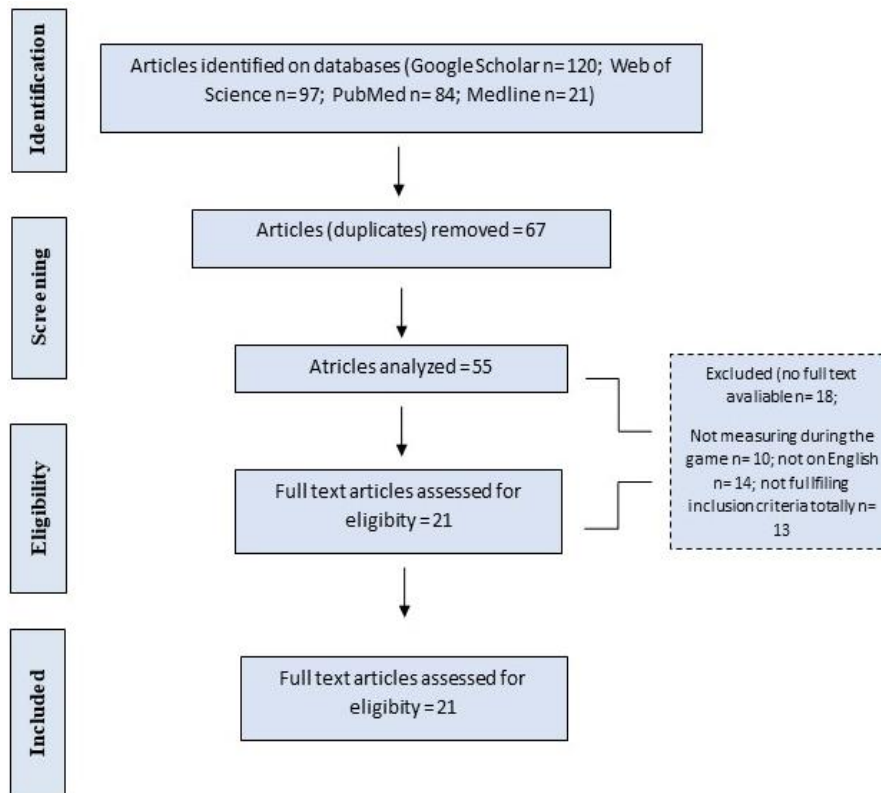 Identification
Articles identified on databases (Google Scholar n=120; Web of
Science n=97; PubMed n=84; Medline n=21)
Screening
Articles (duplicates) removed =67
Atricles analyzed =55
Excluded (no full text
avaliable n=18;
Not measuring during the
game n=10; not on English
n=14; not fullfiling
inclusion criteria totally n=
13
Eligibility
Full text articles assessed for
eligibity =21
Included
Full text articles assessed for
eligibity =21